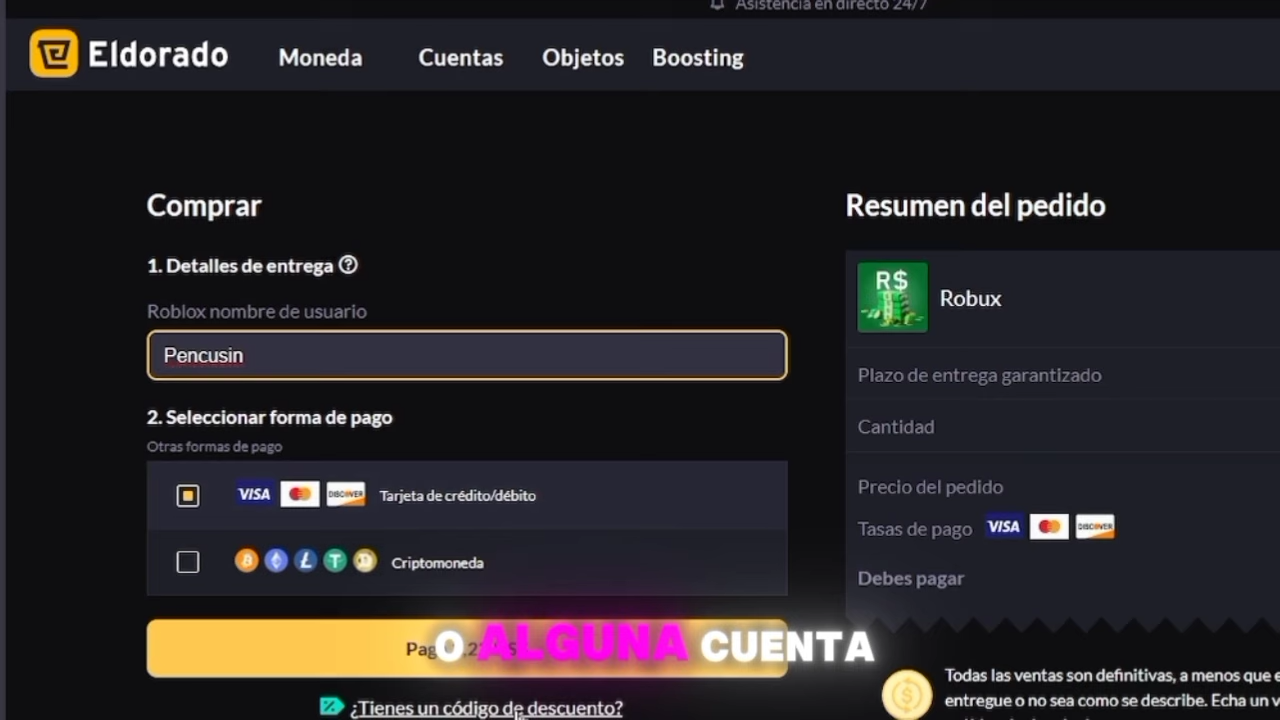 Asistencia en directo 24/7
Eldorado
Moneda
Cuentas
Objetos
Boosting
Comprar
1. Detalles de entrega
Roblox nombre de usuario
Pencusin
2. Seleccionar forma de pago
Otras formas de pago
VISA DISCOVER Tarjeta de crédito/débito
Criptomoneda
O ALGUNA CUENTA
¿Tienes un código de descuento?
Resumen del pedido
R$
Robux
Plazo de entrega garantizado
Cantidad
Precio del pedido
Tasas de pago VISA DISCOVER
Debes pagar
Todas las ventas son definitivas, a menos que
entregue o no sea como se describe. Echa un